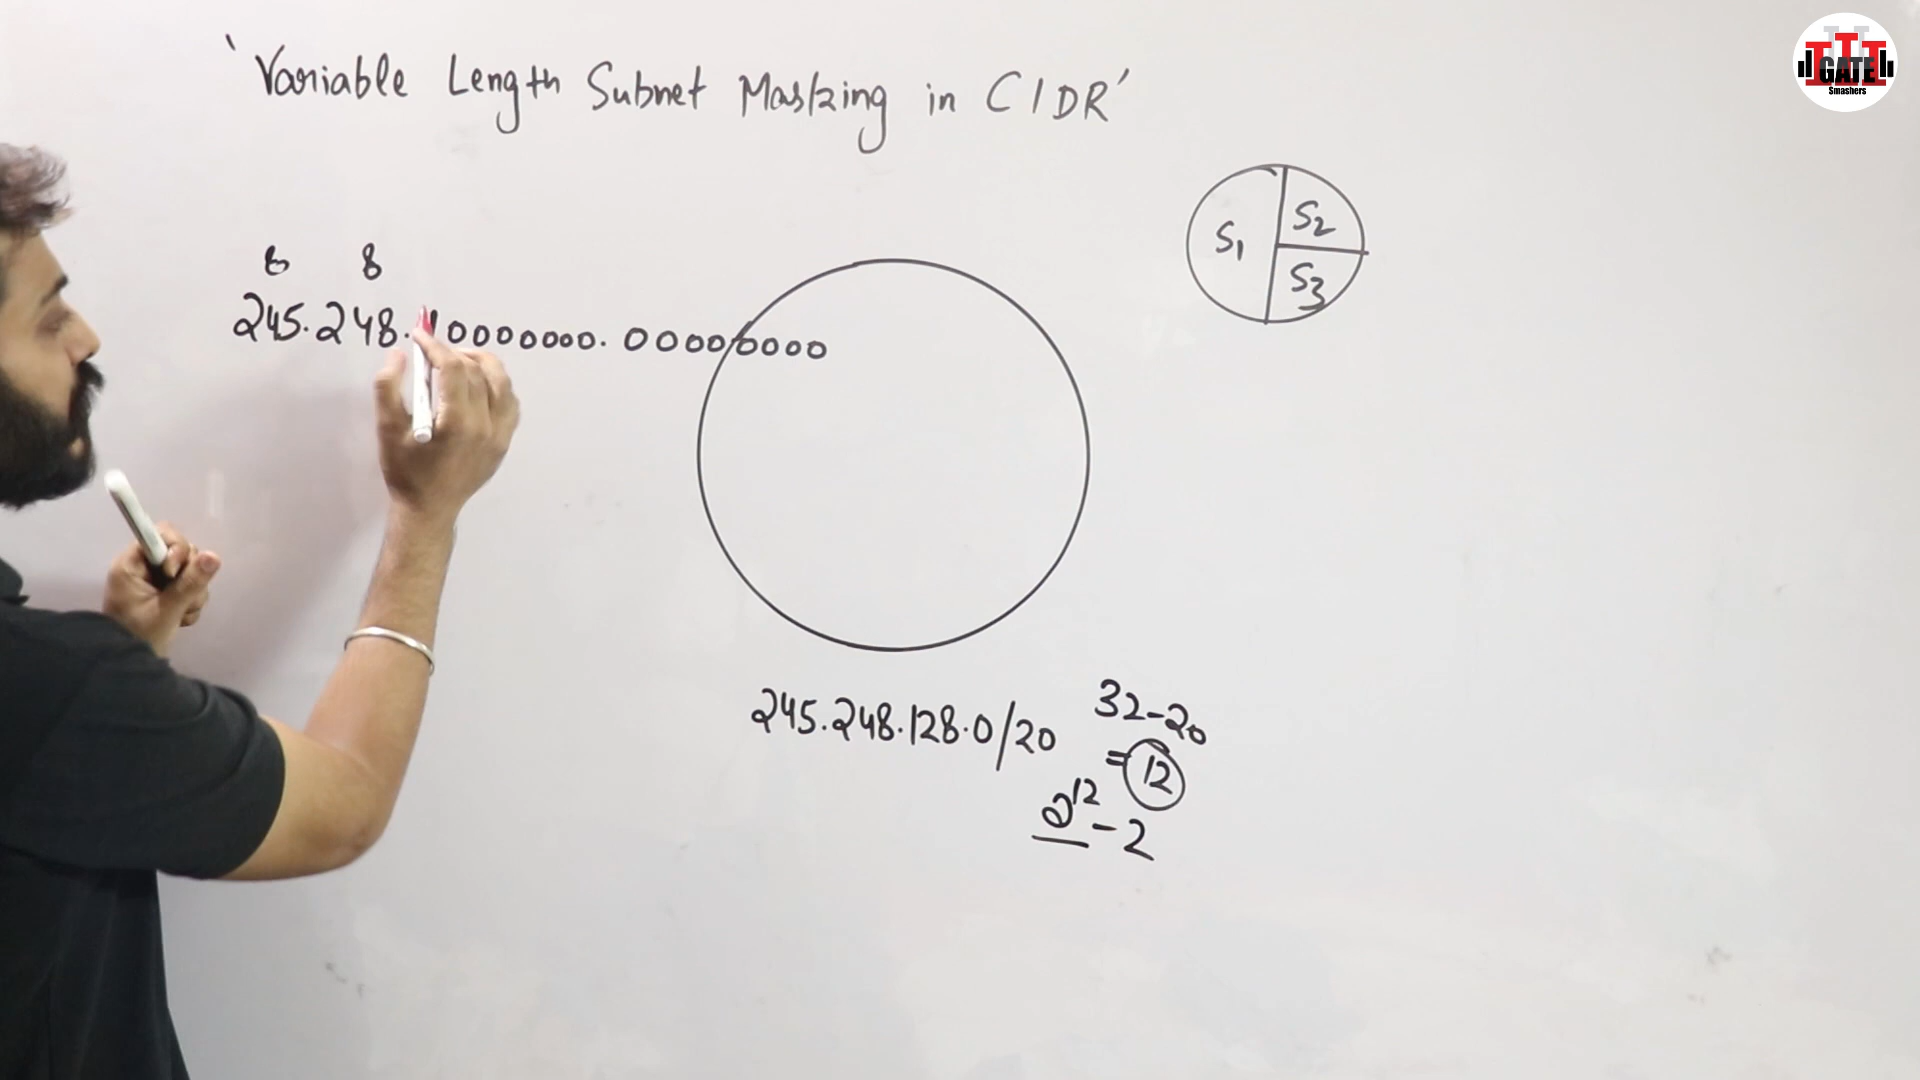 'Variable Length Subnet Masking in CIDR'
8 8
245.248.10000000.00000000
S1 S2
S3
245.248.128.0/20
32-20
=12
2^12-2
GATE
Smashers